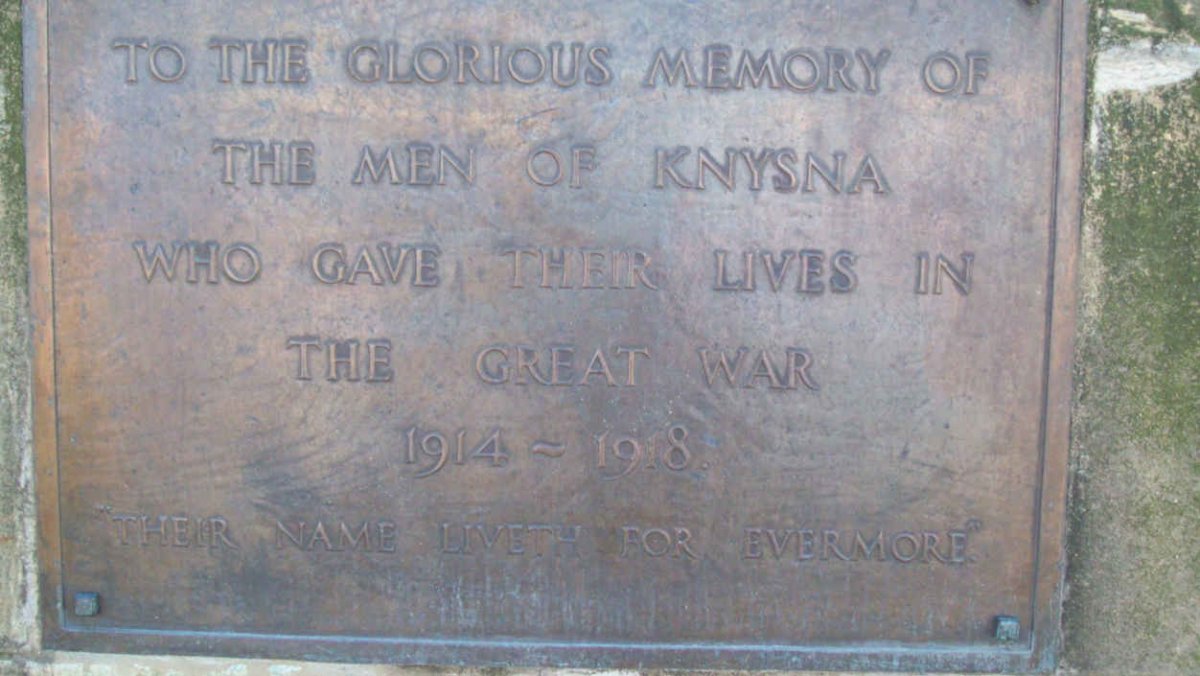 TO THE GLORIOUS MEMORY OF
THE MEN OF KNYSNA
WHO GAVE THEIR LIVES IN
THE GREAT WAR
1914 ~ 1918.
"THEIR NAME LIVETH FOR EVERMORE."